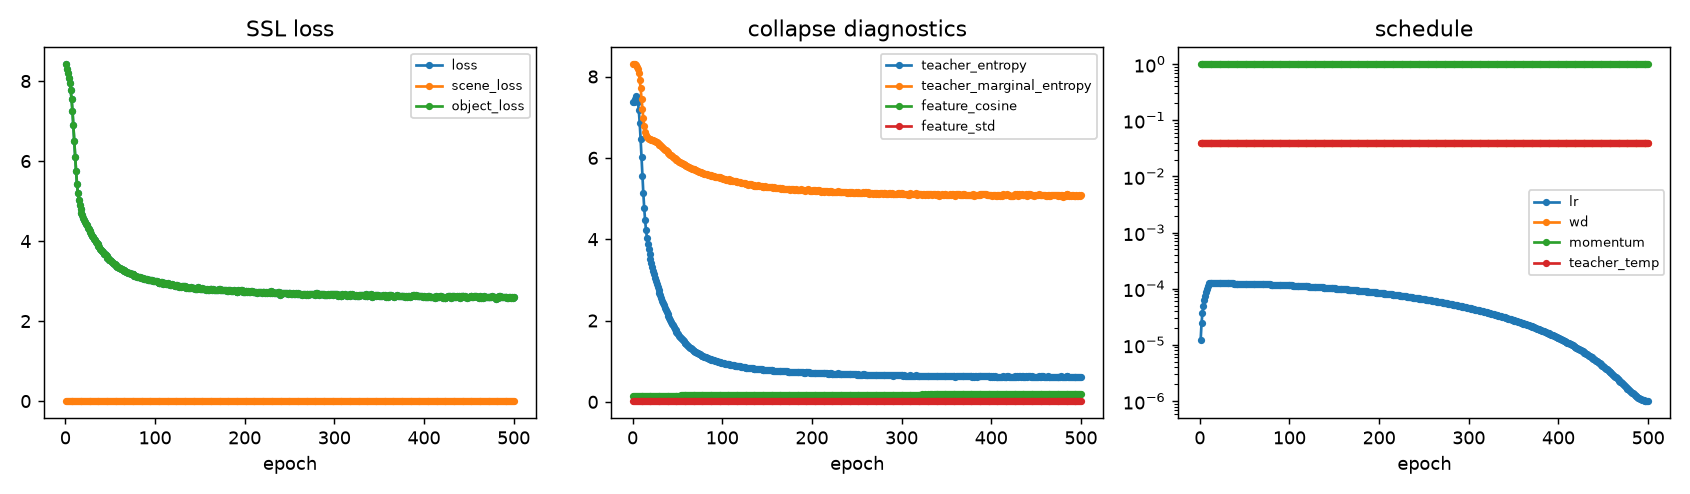 SSL loss
loss
scene_loss
object_loss
8
6
4
2
0
0 100 200 300 400 500
epoch
collapse diagnostics
teacher_entropy
teacher_marginal_entropy
feature_cosine
feature_std
8
6
4
2
0
0 100 200 300 400 500
epoch
schedule
lr
wd
momentum
teacher_temp
10⁰
10⁻¹
10⁻²
10⁻³
10⁻⁴
10⁻⁵
10⁻⁶
0 100 200 300 400 500
epoch